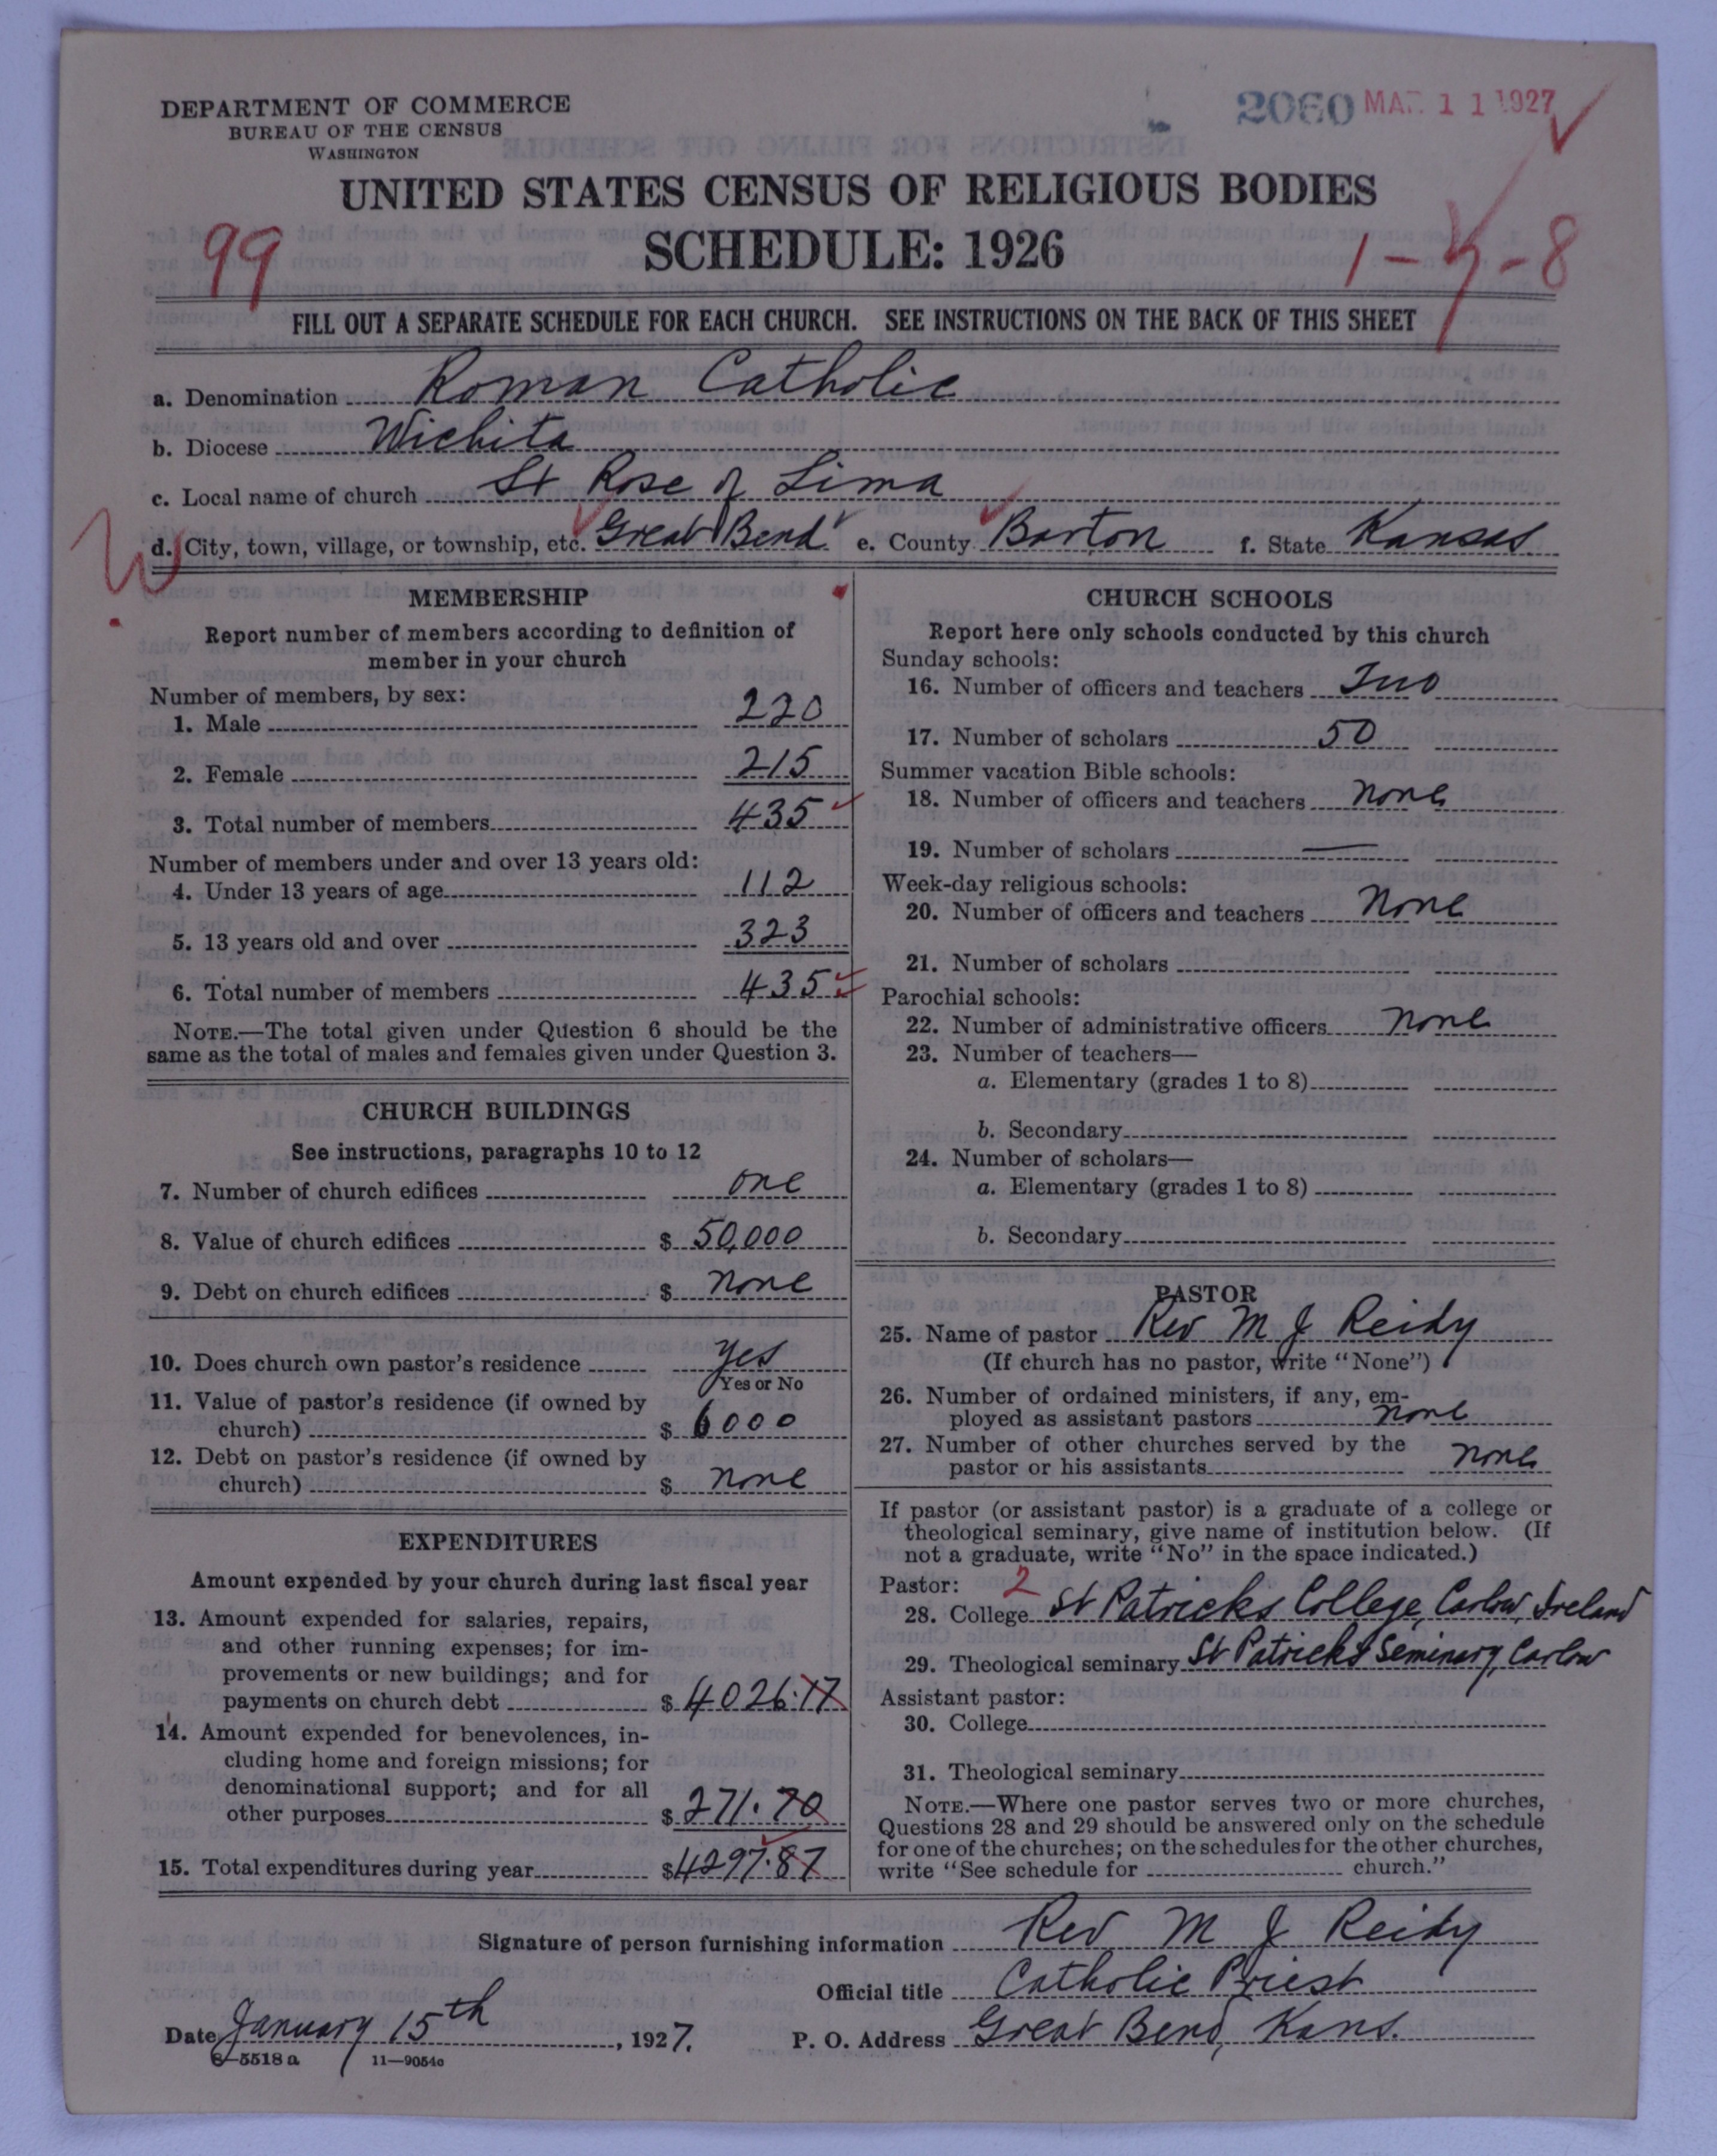 DEPARTMENT OF COMMERCE
BUREAU OF THE CENSUS
WASHINGTON
2060 MAR 11 1927
UNITED STATES CENSUS OF RELIGIOUS BODIES
SCHEDULE: 1926
99
FILL OUT A SEPARATE SCHEDULE FOR EACH CHURCH. SEE INSTRUCTIONS ON THE BACK OF THIS SHEET
a. Denomination Roman Catholic
b. Diocese Wichita
c. Local name of church St Rose of Lima
d. City, town, village, or township, etc. Great Bend e. County Barton f. State Kansas
MEMBERSHIP
Report number of members according to definition of
member in your church
Number of members, by sex:
1. Male 220
2. Female 215
3. Total number of members 435
Number of members under and over 13 years old:
4. Under 13 years of age 112
5. 13 years old and over 323
6. Total number of members 435
NOTE.—The total given under Question 6 should be the
same as the total of males and females given under Question 3.
CHURCH BUILDINGS
See instructions, paragraphs 10 to 12
7. Number of church edifices one
8. Value of church edifices $ 50,000
9. Debt on church edifices $ none
10. Does church own pastor's residence yes
Yes or No
11. Value of pastor's residence (if owned by
church) $ 6000
12. Debt on pastor's residence (if owned by
church) $ none
EXPENDITURES
Amount expended by your church during last fiscal year
13. Amount expended for salaries, repairs,
and other running expenses; for im-
provements or new buildings; and for
payments on church debt $ 4026.17
14. Amount expended for benevolences, in-
cluding home and foreign missions; for
denominational support; and for all
other purposes $ 271.70
15. Total expenditures during year $ 4297.87
CHURCH SCHOOLS
Report here only schools conducted by this church
Sunday schools:
16. Number of officers and teachers Two
17. Number of scholars 50
Summer vacation Bible schools:
18. Number of officers and teachers none
19. Number of scholars —
Week-day religious schools:
20. Number of officers and teachers None
21. Number of scholars
Parochial schools:
22. Number of administrative officers none
23. Number of teachers—
a. Elementary (grades 1 to 8)
b. Secondary
24. Number of scholars—
a. Elementary (grades 1 to 8)
b. Secondary
PASTOR
25. Name of pastor Rev M J Reidy
(If church has no pastor, write "None")
26. Number of ordained ministers, if any, em-
ployed as assistant pastors none
27. Number of other churches served by the
pastor or his assistants none
If pastor (or assistant pastor) is a graduate of a college or
theological seminary, give name of institution below. (If
not a graduate, write "No" in the space indicated.)
Pastor: 2
28. College St Patricks College, Carlow, Ireland
29. Theological seminary St Patricks Seminary, Carlow
Assistant pastor:
30. College
31. Theological seminary
NOTE.—Where one pastor serves two or more churches,
Questions 28 and 29 should be answered only on the schedule
for one of the churches; on the schedules for the other churches,
write "See schedule for church."
Signature of person furnishing information Rev M J Reidy
Official title Catholic Priest
Date January 15th, 1927. P. O. Address Great Bend, Kans.
8—5518 a 11—9054c